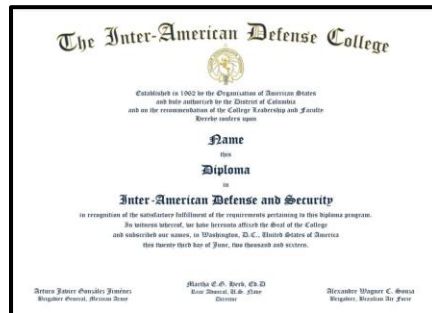 The Inter-American Defense College
Established in 1962 by the Organization of American States
and duly authorized by the District of Columbia
and on the recommendation of the College Leadership and Faculty
Hereby confers upon
Name
this
Diploma
in
Inter-American Defense and Security
in recognition of the satisfactory fulfillment of the requirements pertaining to this diploma program.
In witness whereof, we have hereunto affixed the Seal of the College
and subscribed our names, in Washington, D.C., United States of America
this twenty third day of June, two thousand and sixteen.
Arturo Javier González Jiménez
Brigadier General, Mexican Army
Martha E.G. Herb, Ed.D
Rear Admiral, U.S. Navy
Director
Alexandre Wagner C. Souza
Brigadier, Brazilian Air Force